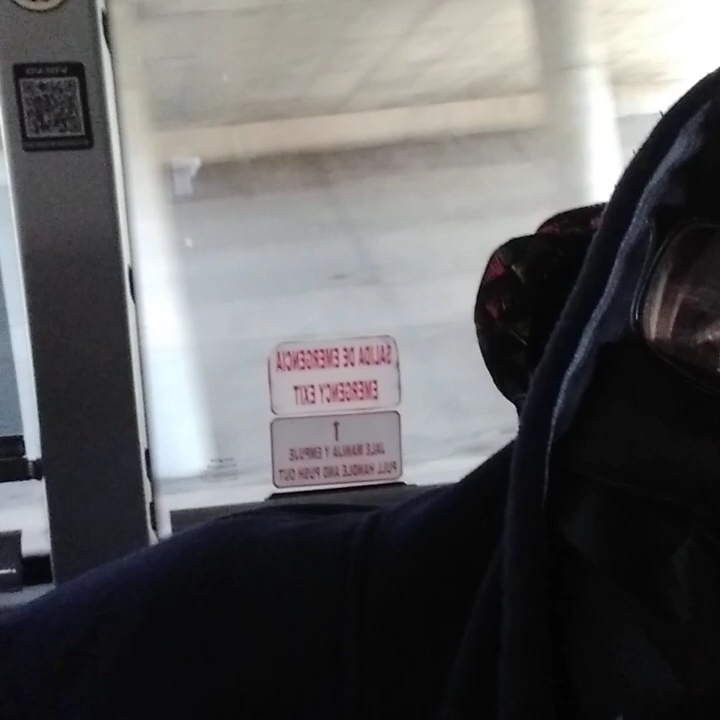 SALIDA DE EMERGENCIA
EMERGENCY EXIT
↑
JALE MANIJA Y EMPUJE
PULL HANDLE AND PUSH OUT